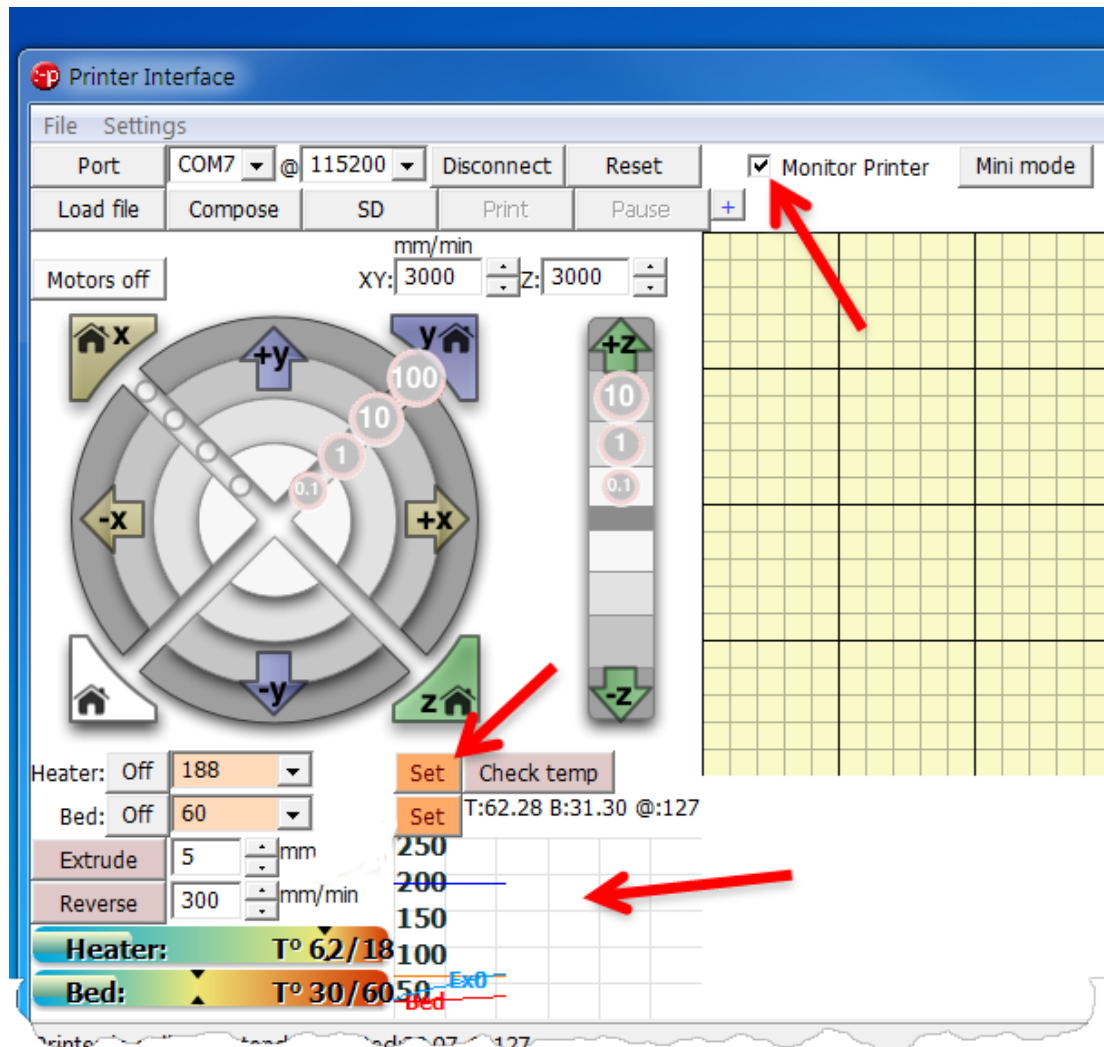 Printer Interface
File Settings
Port COM7 @ 115200 Disconnect Reset Monitor Printer Mini mode
Load file Compose SD Print Pause +
mm/min
Motors off XY: 3000 Z: 3000
x +y y +z
100 10
10 1
1 0.1
0.1
-x +x
-y z -z
Heater: Off 188 Set Check temp
Bed: Off 60 Set T:62.28 B:31.30 @:127
Extrude 5 mm 250
200
Reverse 300 mm/min 150
Heater: Tº 62/18 100
Ex0
Bed: Tº 30/60 50 Bed